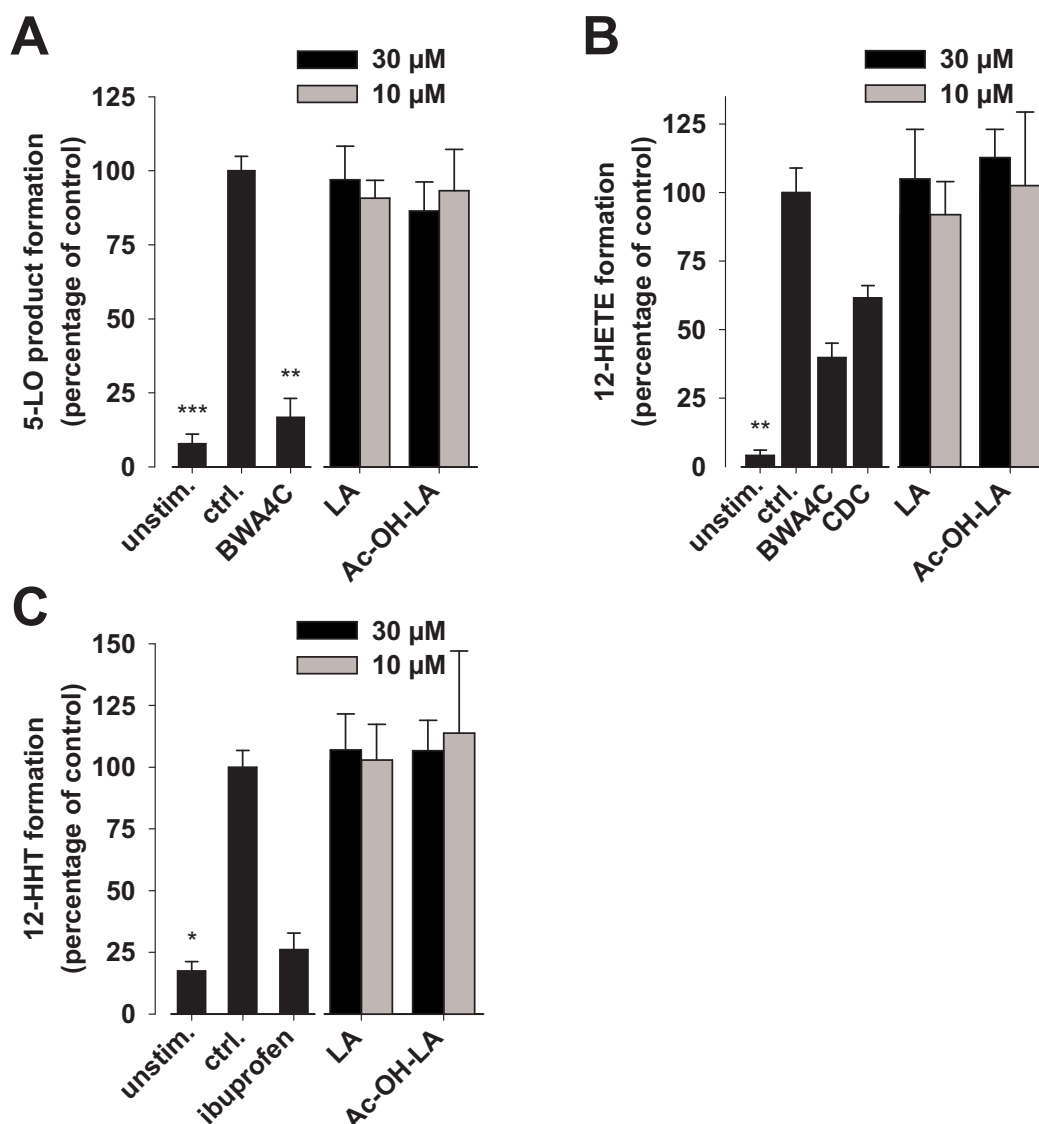 A
30 µM
10 µM
5-LO product formation
(percentage of control)
125
100
75
50
25
0
***
**
unstim.
ctrl.
BWA4C
LA
Ac-OH-LA
B
30 µM
10 µM
12-HETE formation
(percentage of control)
125
100
75
50
25
0
**
unstim.
ctrl.
BWA4C
CDC
LA
Ac-OH-LA
C
30 µM
10 µM
12-HHT formation
(percentage of control)
150
125
100
75
50
25
0
*
unstim.
ctrl.
ibuprofen
LA
Ac-OH-LA